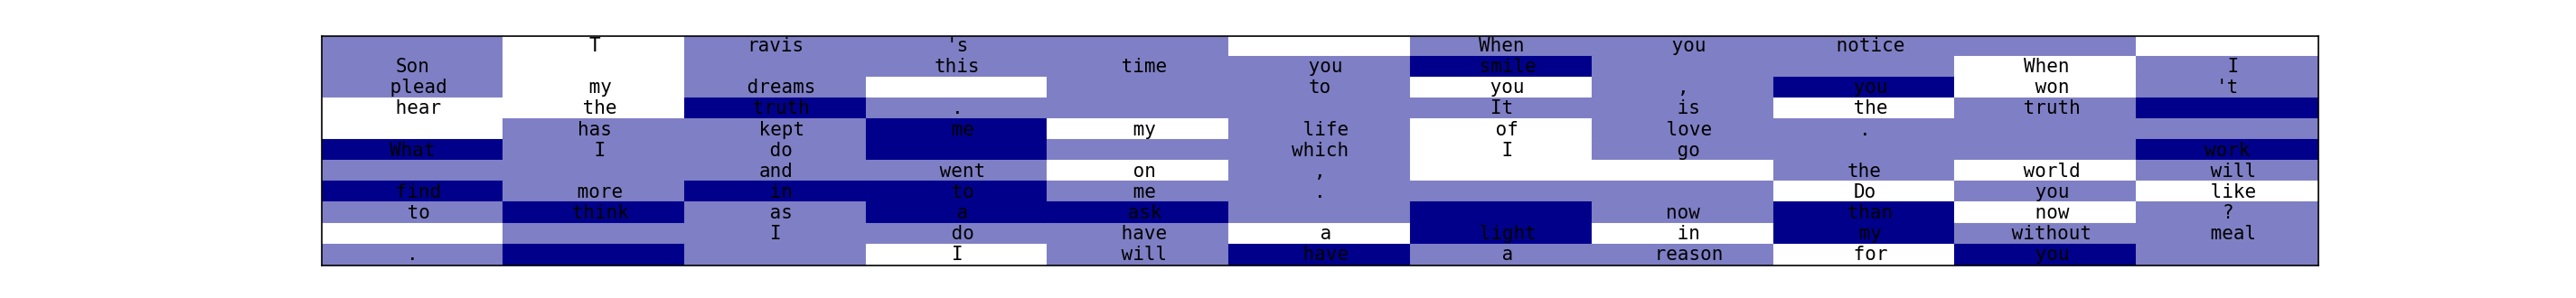 T ravis 's When you notice
Son this time you smile When I
plead my dreams to you , you won 't
hear the truth . It is the truth
has kept me my life of love .
What I do which I go work
and went on , the world will
find more in to me . Do you like
to think as a ask now than now ?
I do have a light in my without meal
. I will have a reason for you